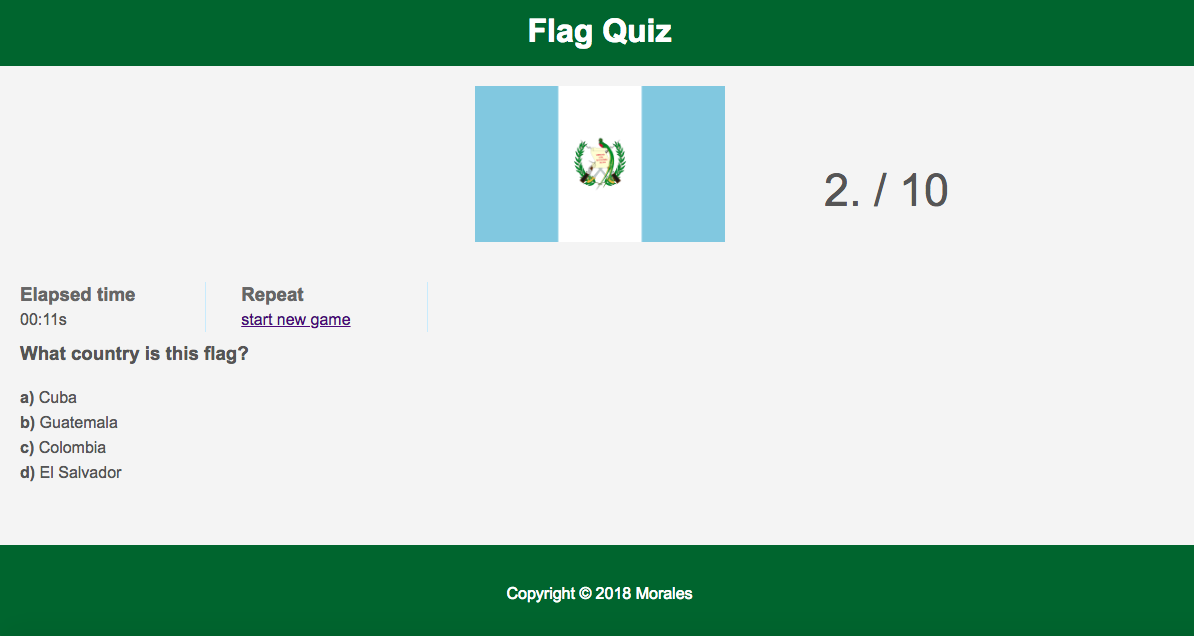 Flag Quiz
2. / 10
Elapsed time
00:11s
Repeat
start new game
What country is this flag?
a) Cuba
b) Guatemala
c) Colombia
d) El Salvador
Copyright © 2018 Morales